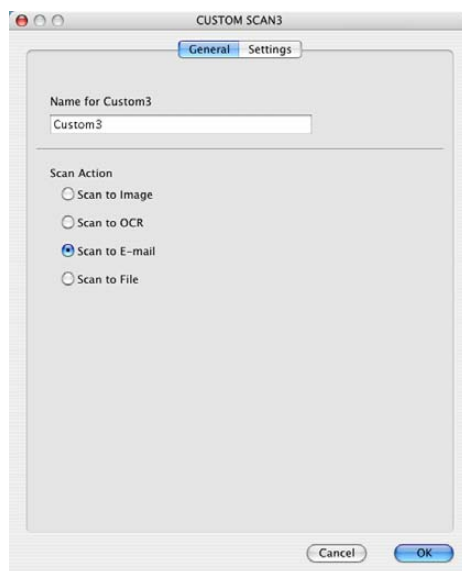 CUSTOM SCAN3
General Settings
Name for Custom3
Custom3
Scan Action
Scan to Image
Scan to OCR
Scan to E-mail
Scan to File
Cancel OK